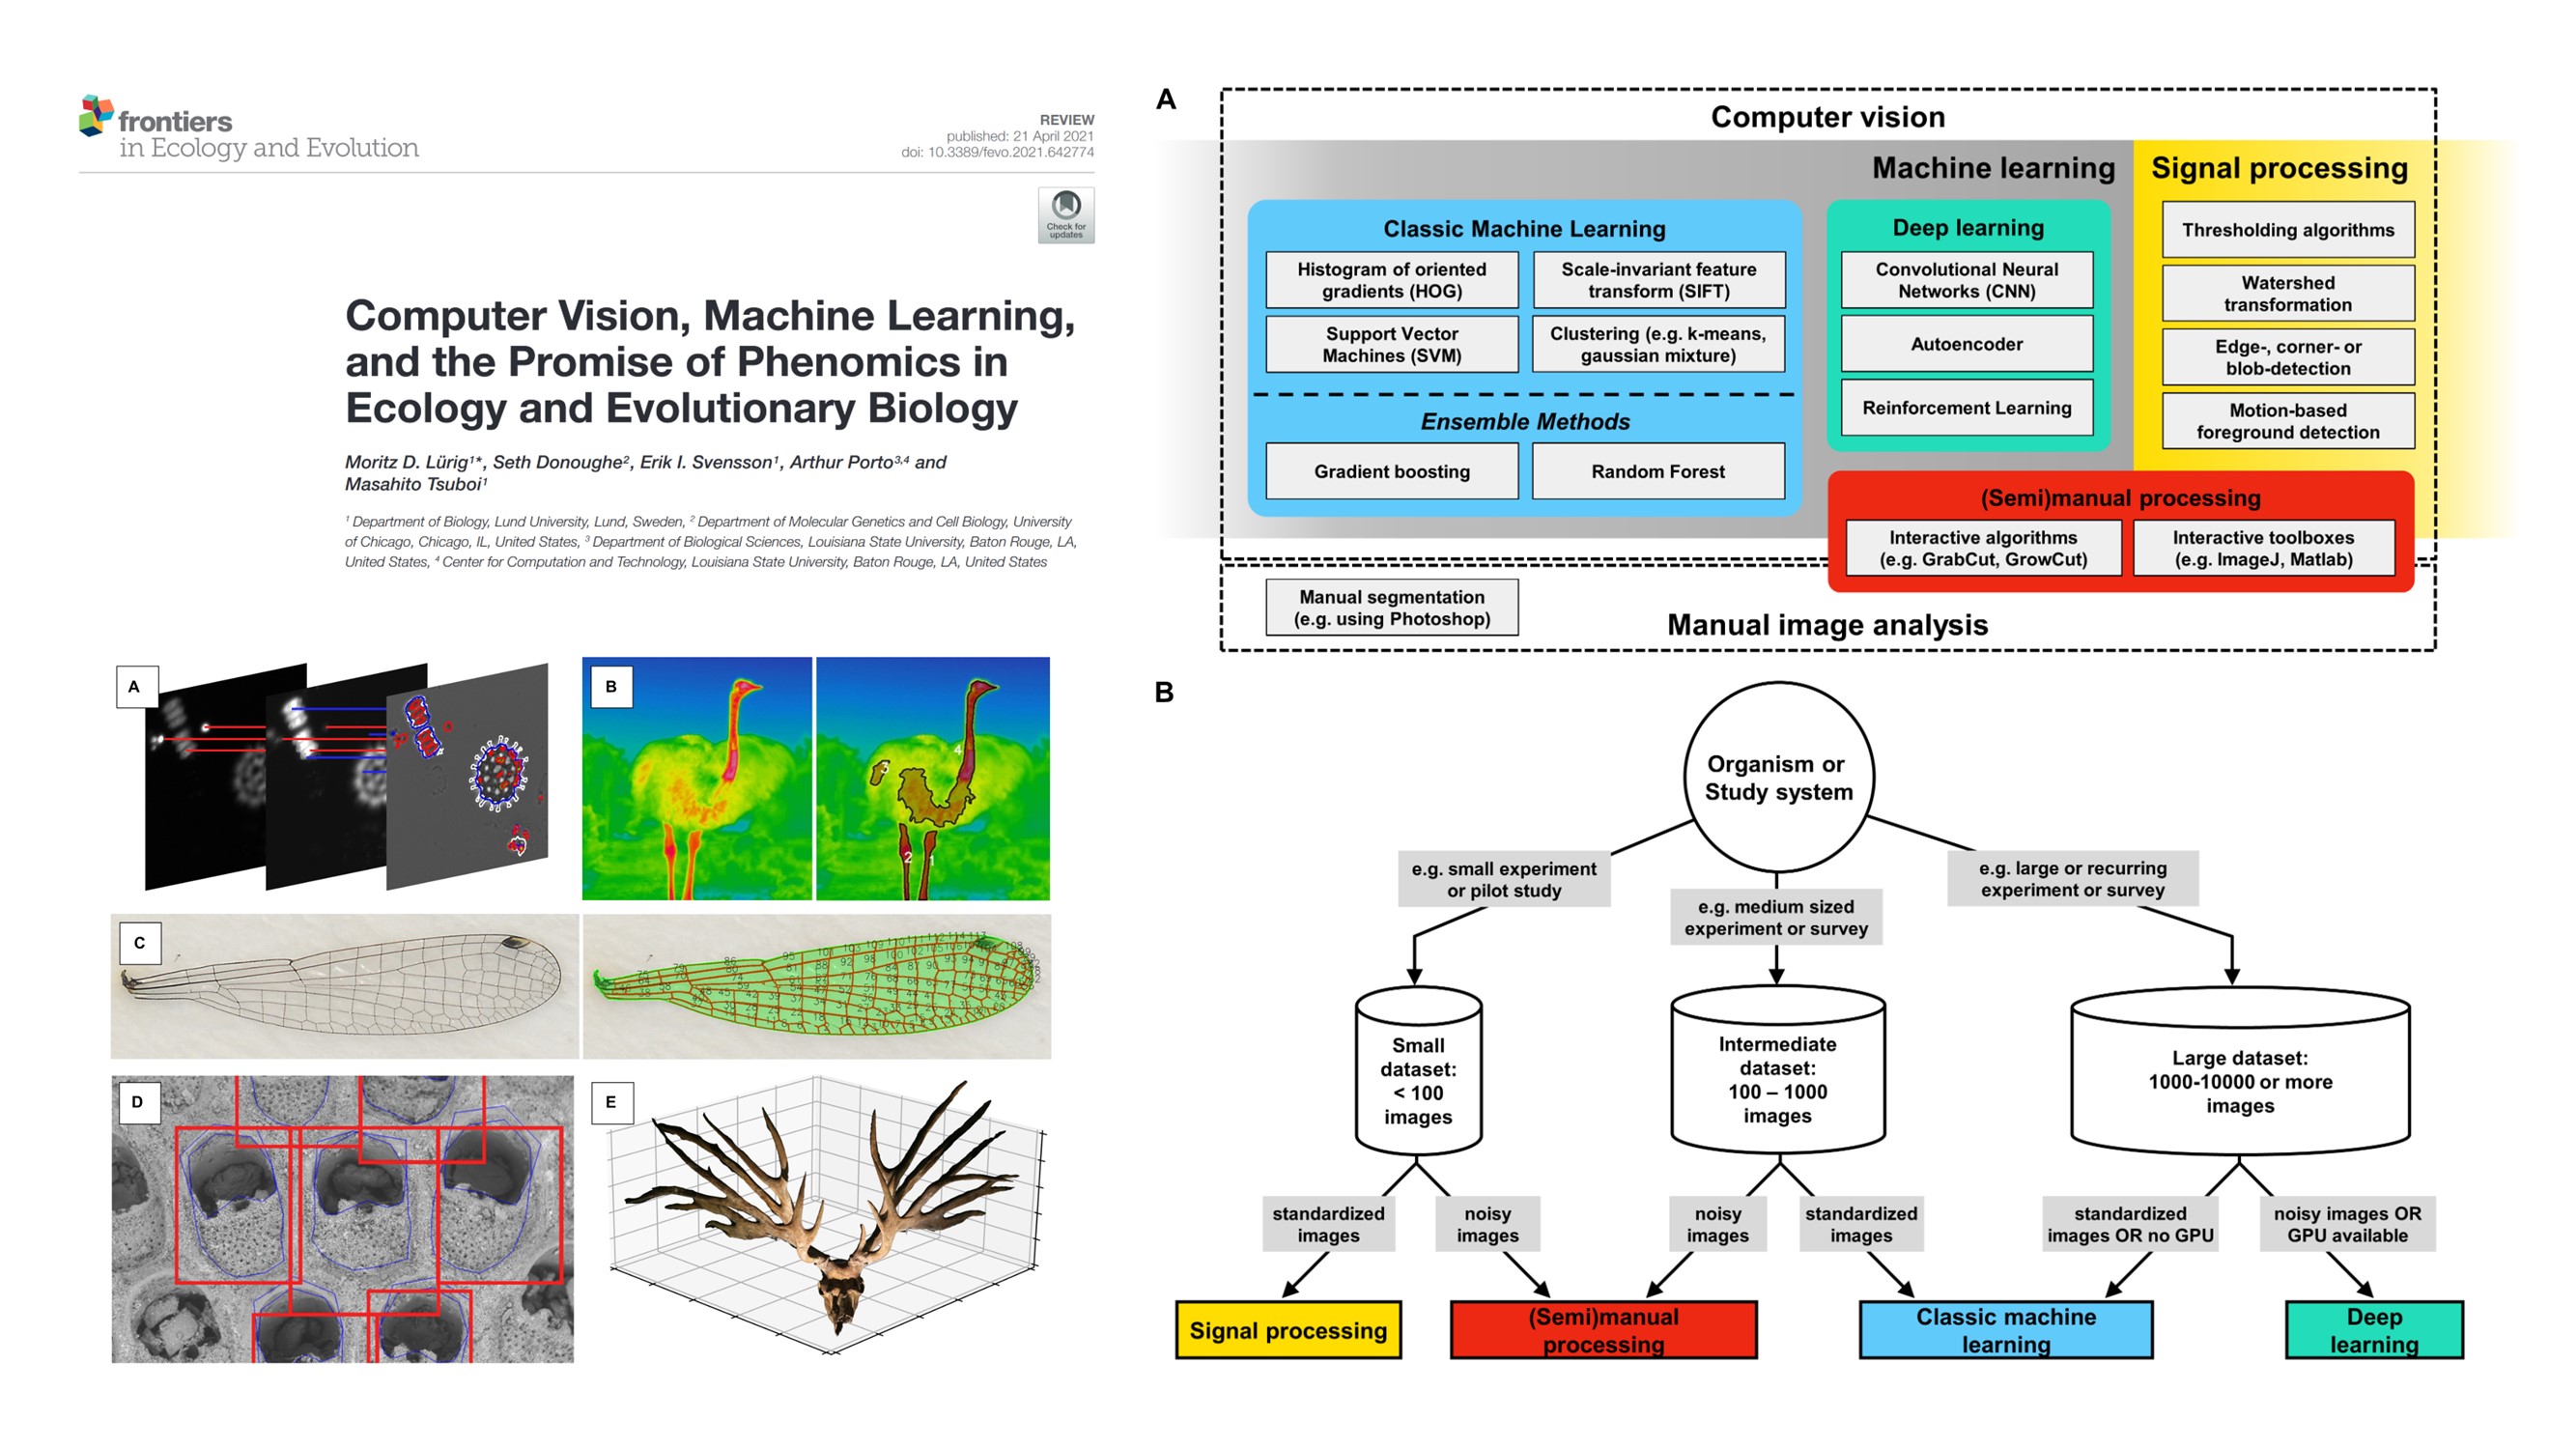 frontiers
in Ecology and Evolution
REVIEW
published: 21 April 2021
doi: 10.3389/fevo.2021.642774
Check for
updates
Computer Vision, Machine Learning,
and the Promise of Phenomics in
Ecology and Evolutionary Biology
Moritz D. Lürig¹*, Seth Donoughe², Erik I. Svensson¹, Arthur Porto³,⁴ and
Masahito Tsuboi¹
¹ Department of Biology, Lund University, Lund, Sweden, ² Department of Molecular Genetics and Cell Biology, University
of Chicago, Chicago, IL, United States, ³ Department of Biological Sciences, Louisiana State University, Baton Rouge, LA,
United States, ⁴ Center for Computation and Technology, Louisiana State University, Baton Rouge, LA, United States
A
B
4
3
2
1
C
D
E
A
Computer vision
Machine learning
Signal processing
Classic Machine Learning
Histogram of oriented
gradients (HOG)
Scale-invariant feature
transform (SIFT)
Support Vector
Machines (SVM)
Clustering (e.g. k-means,
gaussian mixture)
Ensemble Methods
Gradient boosting
Random Forest
Deep learning
Convolutional Neural
Networks (CNN)
Autoencoder
Reinforcement Learning
Thresholding algorithms
Watershed
transformation
Edge-, corner- or
blob-detection
Motion-based
foreground detection
(Semi)manual processing
Interactive algorithms
(e.g. GrabCut, GrowCut)
Interactive toolboxes
(e.g. ImageJ, Matlab)
Manual segmentation
(e.g. using Photoshop)
Manual image analysis
B
Organism or
Study system
e.g. small experiment
or pilot study
e.g. medium sized
experiment or survey
e.g. large or recurring
experiment or survey
Small
dataset:
< 100
images
Intermediate
dataset:
100 – 1000
images
Large dataset:
1000-10000 or more
images
standardized
images
noisy
images
noisy
images
standardized
images
standardized
images OR no GPU
noisy images OR
GPU available
Signal processing
(Semi)manual
processing
Classic machine
learning
Deep
learning